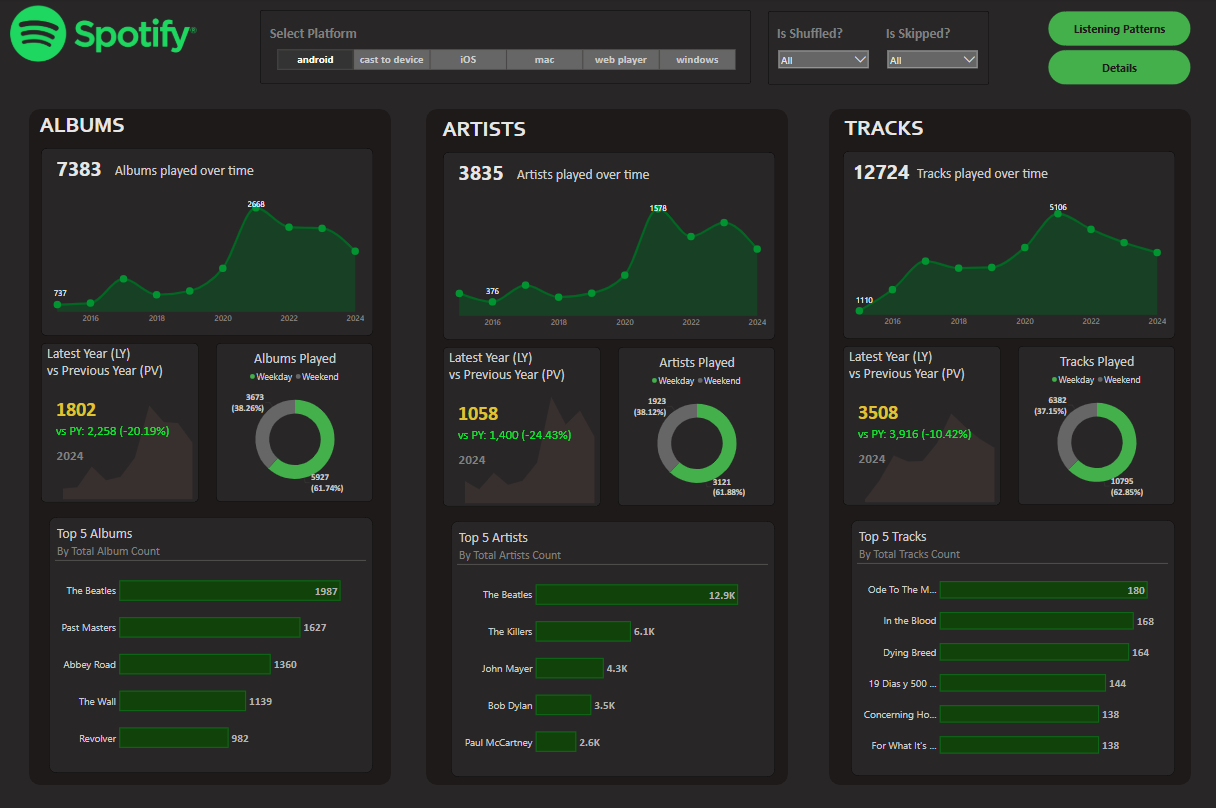 Spotify®
Select Platform
android cast to device iOS mac web player windows
Is Shuffled? Is Skipped?
All All
Listening Patterns
Details
ALBUMS
7383 Albums played over time
2668
737
2016 2018 2020 2022 2024
Latest Year (LY)
vs Previous Year (PV)
1802
vs PY: 2,258 (-20.19%)
2024
Albums Played
Weekday Weekend
3673
(38.26%)
5927
(61.74%)
Top 5 Albums
By Total Album Count
The Beatles 1987
Past Masters 1627
Abbey Road 1360
The Wall 1139
Revolver 982
ARTISTS
3835 Artists played over time
1578
376
2016 2018 2020 2022 2024
Latest Year (LY)
vs Previous Year (PV)
1058
vs PY: 1,400 (-24.43%)
2024
Artists Played
Weekday Weekend
1923
(38.12%)
3121
(61.88%)
Top 5 Artists
By Total Artists Count
The Beatles 12.9K
The Killers 6.1K
John Mayer 4.3K
Bob Dylan 3.5K
Paul McCartney 2.6K
TRACKS
12724 Tracks played over time
5106
1110
2016 2018 2020 2022 2024
Latest Year (LY)
vs Previous Year (PV)
3508
vs PY: 3,916 (-10.42%)
2024
Tracks Played
Weekday Weekend
6382
(37.15%)
10795
(62.85%)
Top 5 Tracks
By Total Tracks Count
Ode To The M... 180
In the Blood 168
Dying Breed 164
19 Dias y 500 ... 144
Concerning Ho... 138
For What It's ... 138